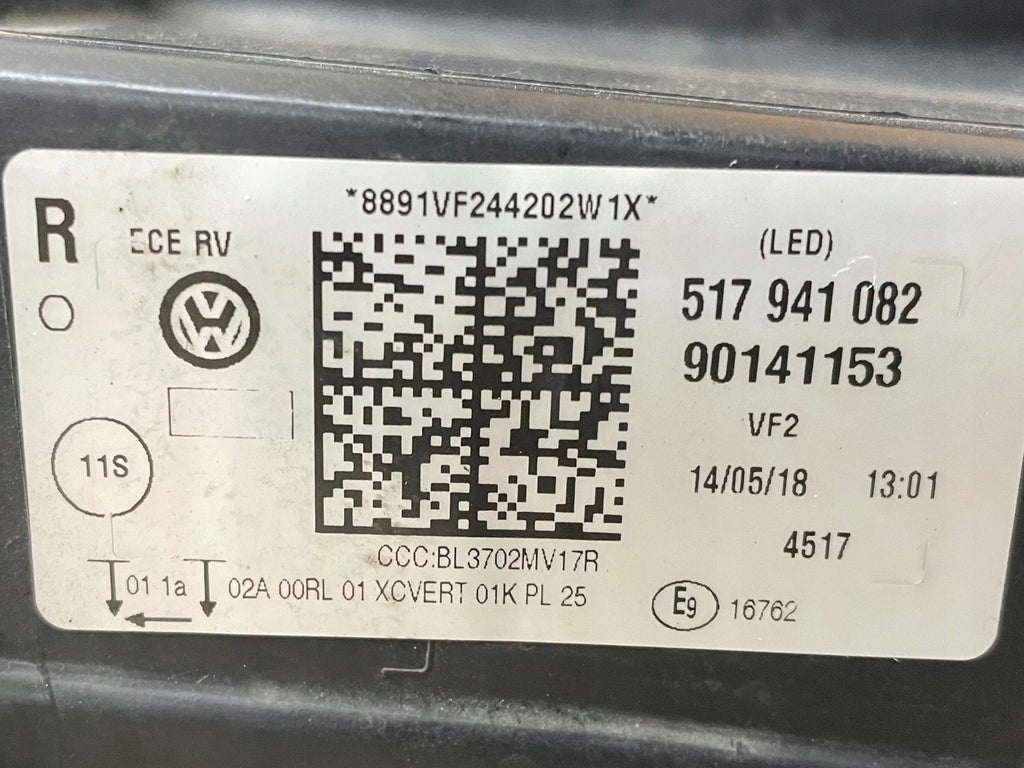 *8891VF244202W1X*
R
ECE RV
(LED)
517 941 082
90141153
VF2
11S
14/05/18 13:01
4517
CCC:BL3702MV17R
01 1a
02A 00RL 01 XCVERT 01K PL 25
E9 16762